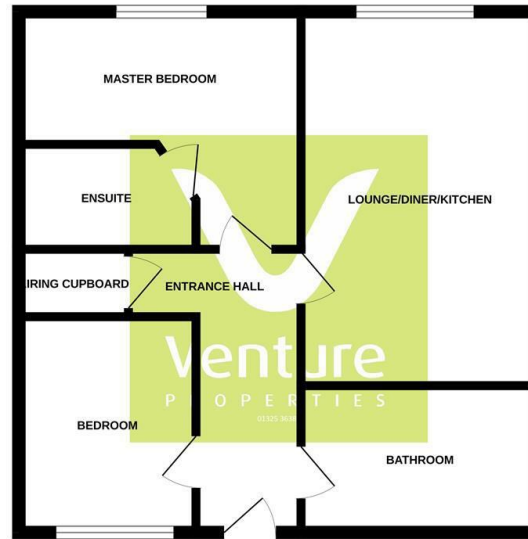 MASTER BEDROOM
ENSUITE
LOUNGE/DINER/KITCHEN
IRING CUPBOARD
ENTRANCE HALL
Venture
PROPERTIES
BEDROOM
BATHROOM